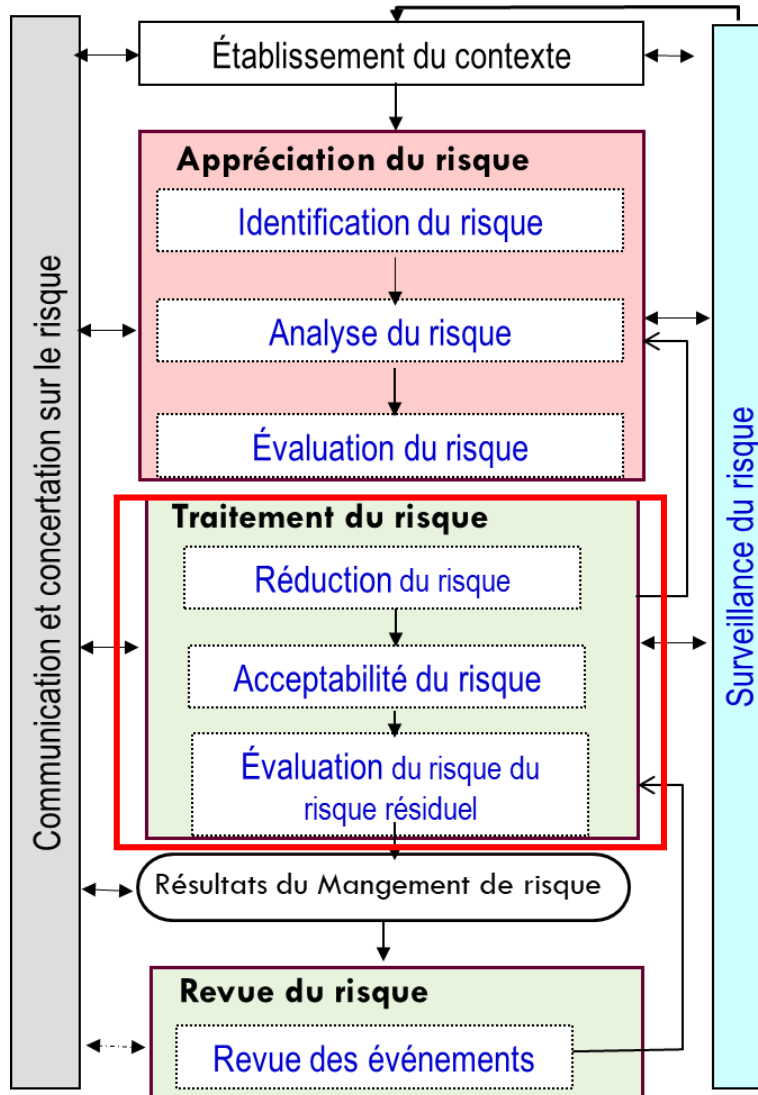 Établissement du contexte
Appréciation du risque
Identification du risque
Analyse du risque
Évaluation du risque
Traitement du risque
Réduction du risque
Acceptabilité du risque
Évaluation du risque du
risque résiduel
Résultats du Mangement de risque
Revue du risque
Revue des événements
Communication et concertation sur le risque
Surveillance du risque